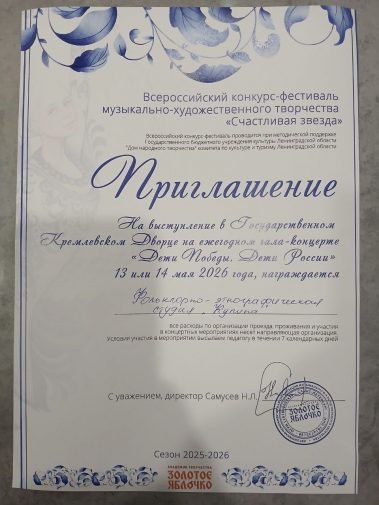 Всероссийский конкурс-фестиваль
музыкально-художественного творчества
«Счастливая звезда»
Всероссийский конкурс-фестиваль проводится при методической поддержке
Государственного бюджетного учреждения культуры Ленинградской области
"Дом народного творчества" комитета по культуре и туризму Ленинградской области
Приглашение
На выступление в Государственном
Кремлевском Дворце на ежегодном гала-концерте
«Дети Победы. Дети России»
13 или 14 мая 2026 года, награждается
Фольклорно-этнографическая
студия "Купина"
все расходы по организации проезда, проживания и участия
в концертных мероприятиях несет направляющая организация.
Условия участия в мероприятии высылаем педагогу в течении 7 календарных дней
С уважением, директор Самусев Н.Л.
ЗОЛОТОЕ
ЯБЛОЧКО
Сезон 2025-2026
АКАДЕМИЯ ТВОРЧЕСТВА
ЗОЛОТОЕ
ЯБЛОЧКО